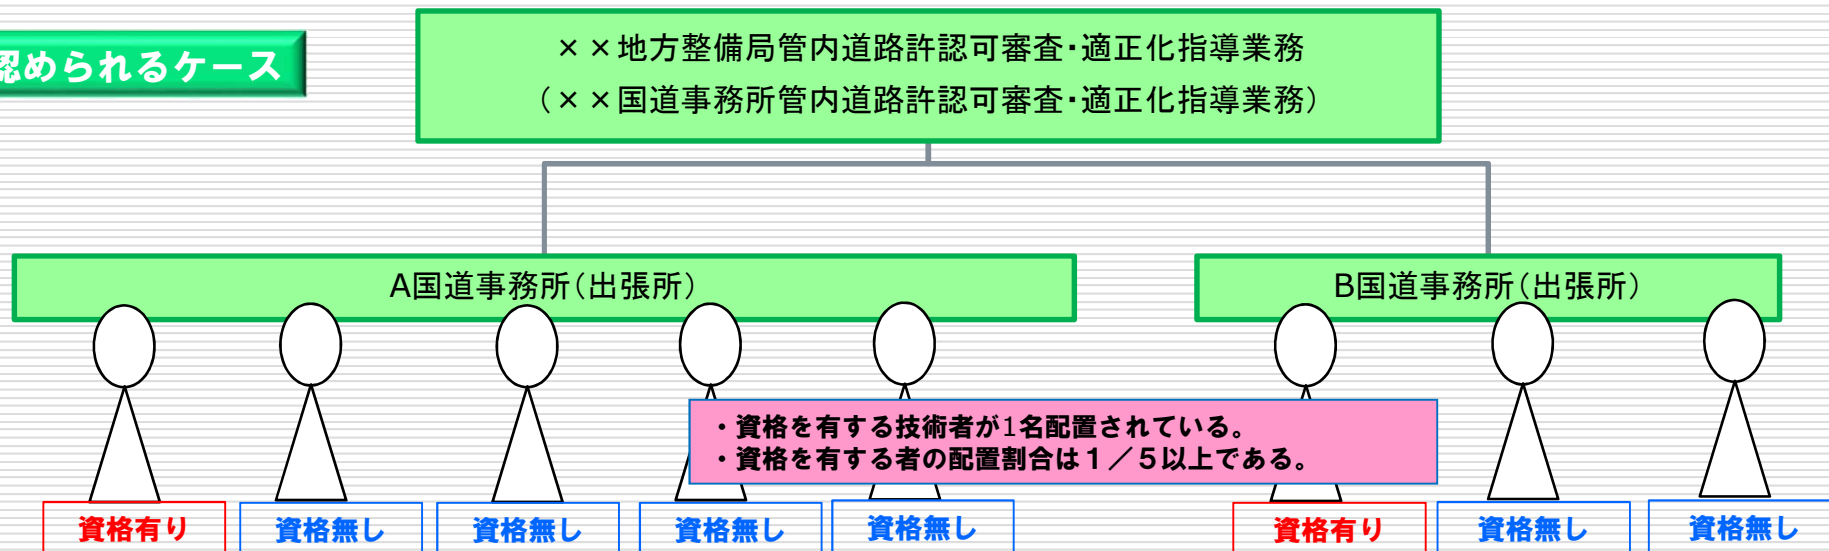 認められるケース
××地方整備局管内道路許認可審査・適正化指導業務
（××国道事務所管内道路許認可審査・適正化指導業務）
A国道事務所（出張所）
B国道事務所（出張所）
・資格を有する技術者が1名配置されている。
・資格を有する者の配置割合は１／５以上である。
資格有り
資格無し
資格無し
資格無し
資格無し
資格有り
資格無し
資格無し